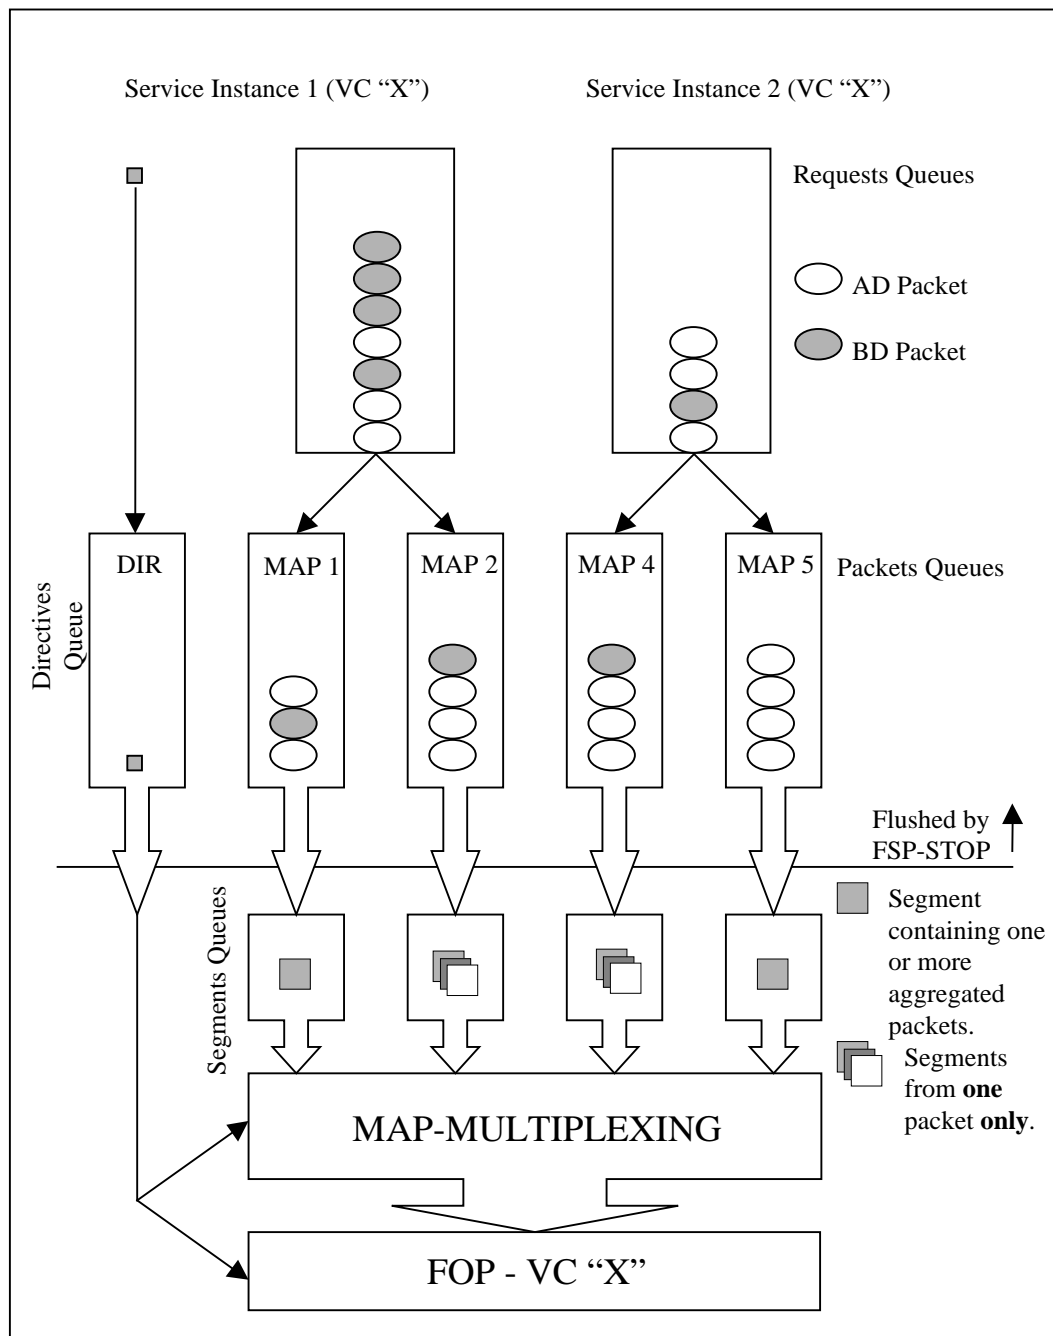 Service Instance 1 (VC “X”)
Service Instance 2 (VC “X”)
Requests Queues
AD Packet
BD Packet
DIR
MAP 1
MAP 2
MAP 4
MAP 5
Packets Queues
Directives
Queue
Flushed by
FSP-STOP
Segments Queues
Segment
containing one
or more
aggregated
packets.
Segments
from one
packet only.
MAP-MULTIPLEXING
FOP - VC “X”